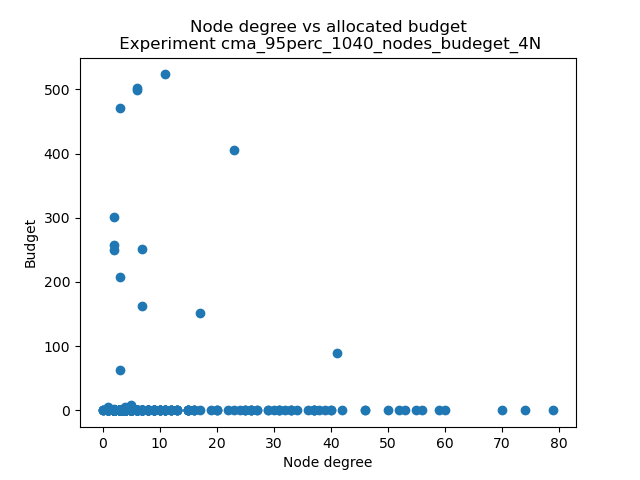 Node degree vs allocated budget
Experiment cma_95perc_1040_nodes_budeget_4N
500
400
300
200
100
0
Budget
0 10 20 30 40 50 60 70 80
Node degree